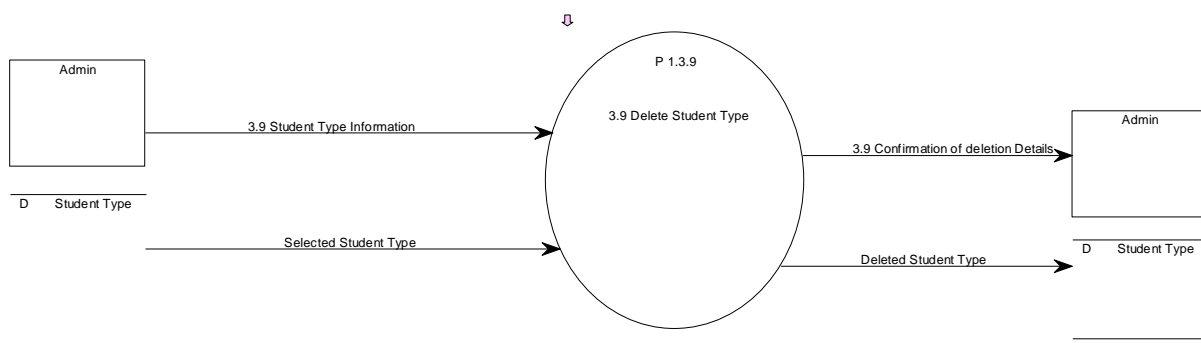 Admin
3.9 Student Type Information
D Student Type
Selected Student Type
P 1.3.9
3.9 Delete Student Type
3.9 Confirmation of deletion Details
Deleted Student Type
Admin
D Student Type